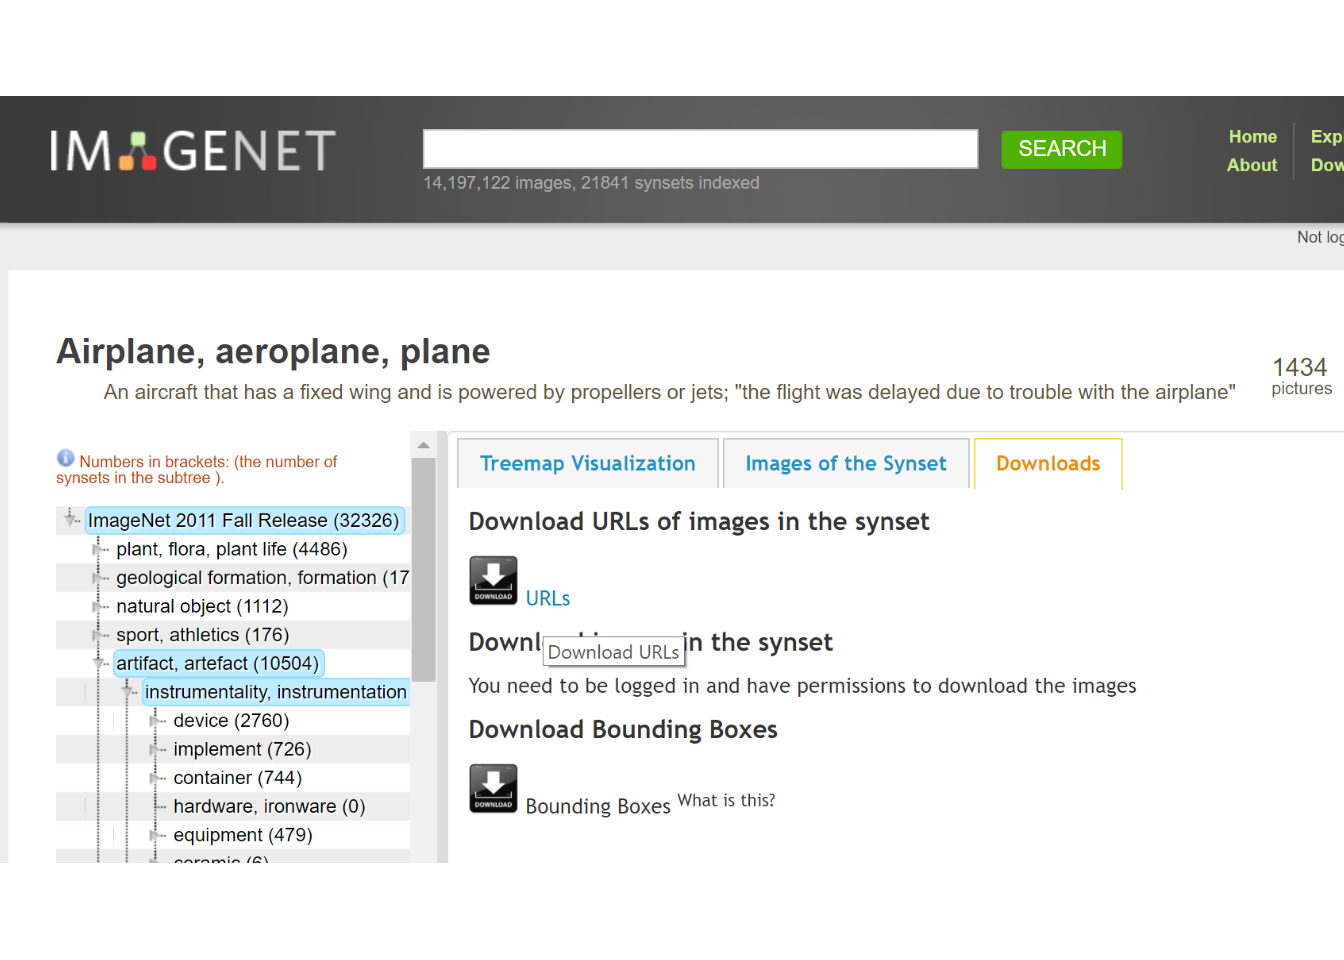 IMAGENET
SEARCH
14,197,122 images, 21841 synsets indexed
Home
About
Exp
Dow
Not log
Airplane, aeroplane, plane
An aircraft that has a fixed wing and is powered by propellers or jets; "the flight was delayed due to trouble with the airplane"
1434
pictures
Numbers in brackets: (the number of
synsets in the subtree ).
ImageNet 2011 Fall Release (32326)
plant, flora, plant life (4486)
geological formation, formation (17
natural object (1112)
sport, athletics (176)
artifact, artefact (10504)
instrumentality, instrumentation
device (2760)
implement (726)
container (744)
hardware, ironware (0)
equipment (479)
ceramic (6)
Treemap Visualization
Images of the Synset
Downloads
Download URLs of images in the synset
DOWNLOAD
URLs
Downl in the synset
Download URLs
You need to be logged in and have permissions to download the images
Download Bounding Boxes
DOWNLOAD
Bounding Boxes What is this?